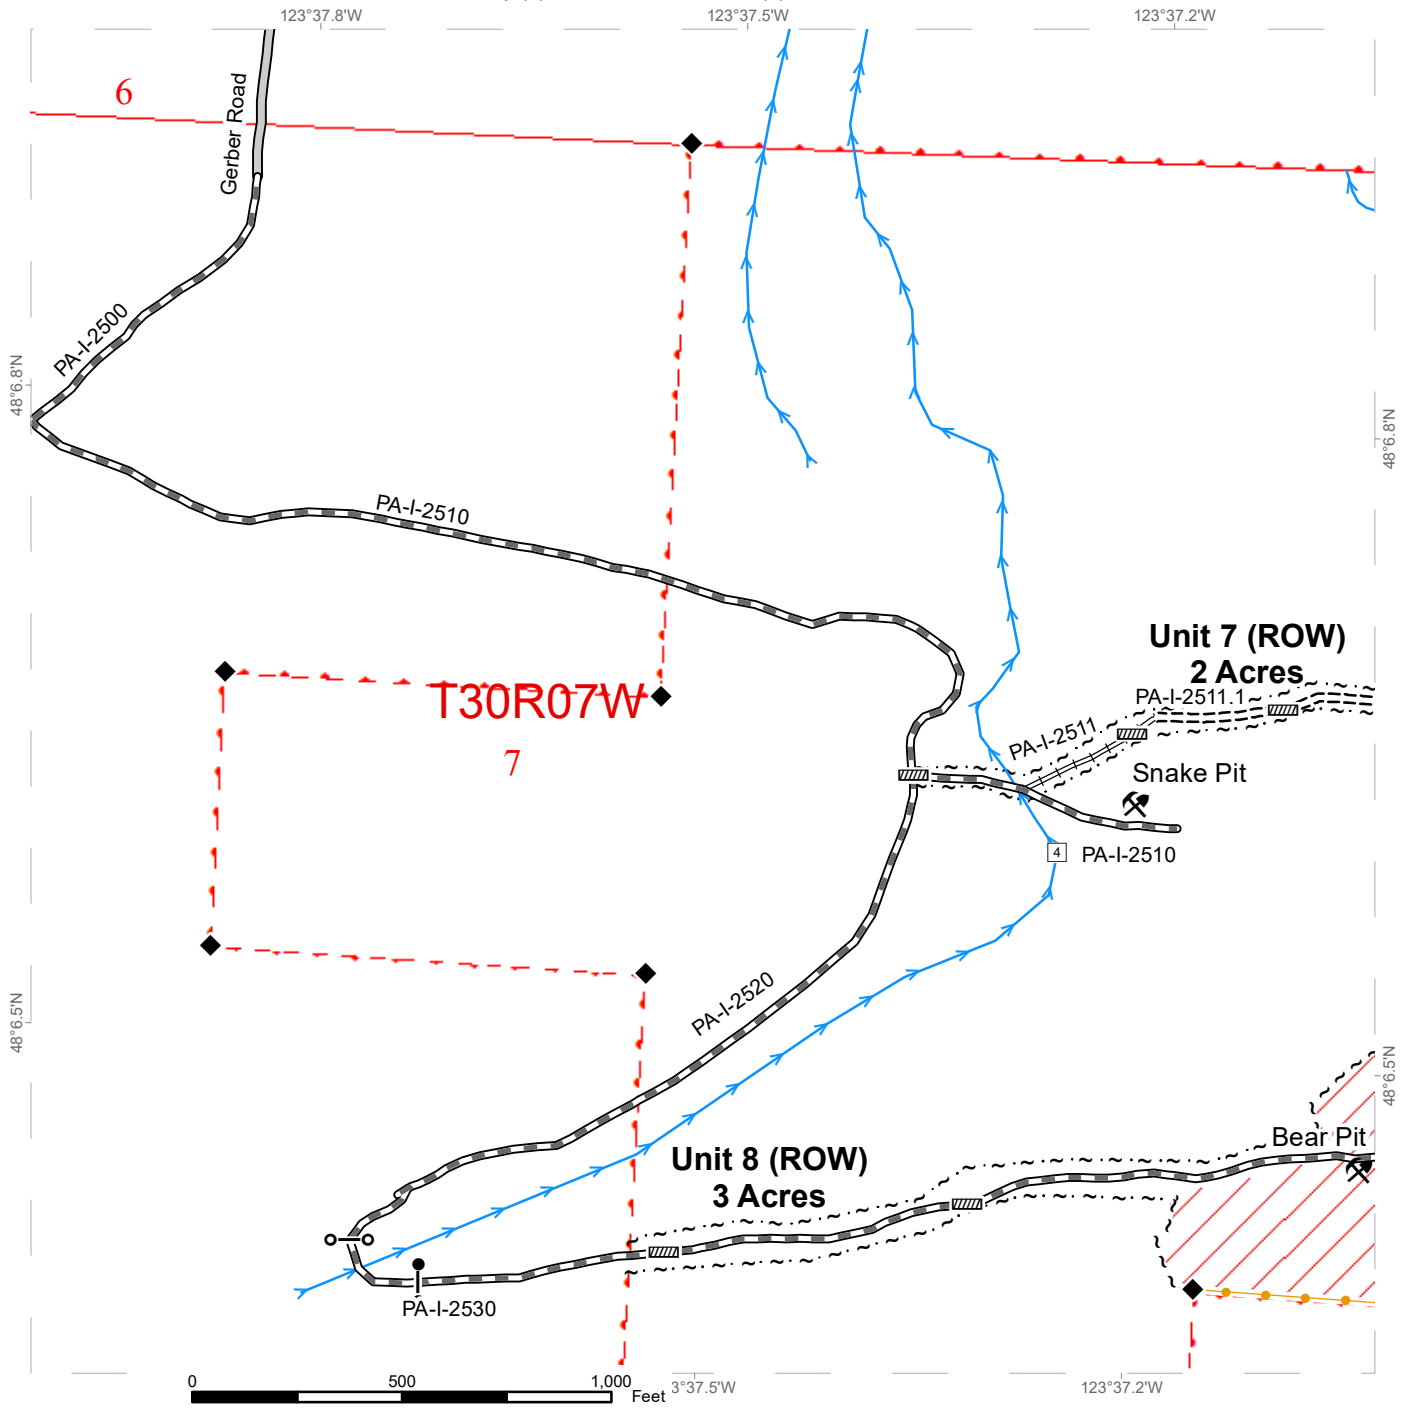 123°37.8'W
123°37.5'W
123°37.2'W
6
Gerber Road
PA-I-2500
48°6.8'N
48°6.8'N
PA-I-2510
Unit 7 (ROW)
2 Acres
T30R07W
PA-I-2511.1
PA-I-2511
7
Snake Pit
4
PA-I-2510
PA-I-2520
48°6.5'N
48°6.5'N
Bear Pit
Unit 8 (ROW)
3 Acres
PA-I-2530
0
500
1,000
Feet
3°37.5'W
123°37.2'W